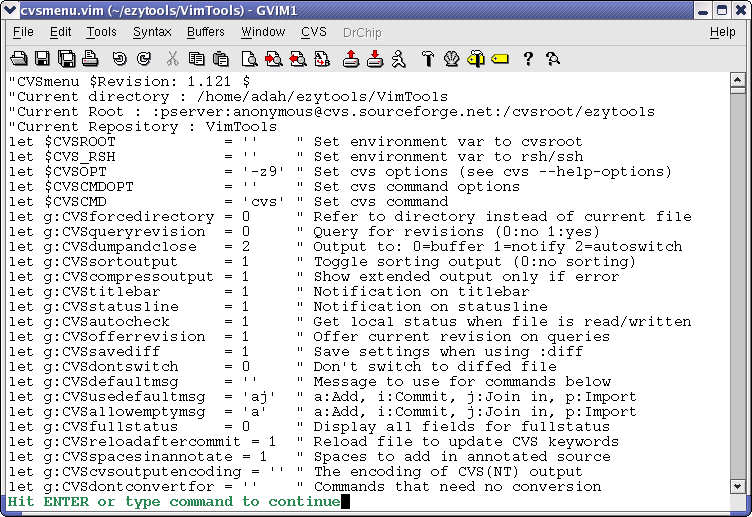 cvsmenu.vim (~/ezytools/VimTools) - GVIM1
File Edit Tools Syntax Buffers Window CVS DrChip Help
"CVSmenu $Revision: 1.121 $
"Current directory : /home/adah/ezytools/VimTools
"Current Root : :pserver:anonymous@cvs.sourceforge.net:/cvsroot/ezytools
"Current Repository : VimTools
let $CVSROOT            = ''    " Set environment var to cvsroot
let $CVS_RSH            = ''    " Set environment var to rsh/ssh
let $CVSOPT             = '-z9' " Set cvs options (see cvs --help-options)
let $CVSCMDOPT          = ''    " Set cvs command options
let $CVSCMD             = 'cvs' " Set cvs command
let g:CVSforcedirectory = 0     " Refer to directory instead of current file
let g:CVSqueryrevision  = 0     " Query for revisions (0:no 1:yes)
let g:CVSdumpandclose   = 2     " Output to: 0=buffer 1=notify 2=autoswitch
let g:CVSsortoutput     = 1     " Toggle sorting output (0:no sorting)
let g:CVScompressoutput = 1     " Show extended output only if error
let g:CVStitlebar       = 1     " Notification on titlebar
let g:CVSstatusline     = 1     " Notification on statusline
let g:CVSautocheck      = 1     " Get local status when file is read/written
let g:CVSofferrevision  = 1     " Offer current revision on queries
let g:CVSsavediff       = 1     " Save settings when using :diff
let g:CVSdontswitch     = 0     " Don't switch to diffed file
let g:CVSdefaultmsg     = ''    " Message to use for commands below
let g:CVSusedefaultmsg  = 'aj'  " a:Add, i:Commit, j:Join in, p:Import
let g:CVSallowemptymsg  = 'a'   " a:Add, i:Commit, j:Join in, p:Import
let g:CVSfullstatus     = 0     " Display all fields for fullstatus
let g:CVSreloadaftercommit = 1  " Reload file to update CVS keywords
let g:CVSspacesinannotate = 1   " Spaces to add in annotated source
let g:CVScvsoutputencoding = '' " The encoding of CVS(NT) output
let g:CVSdontconvertfor = ''    " Commands that need no conversion
Hit ENTER or type command to continue